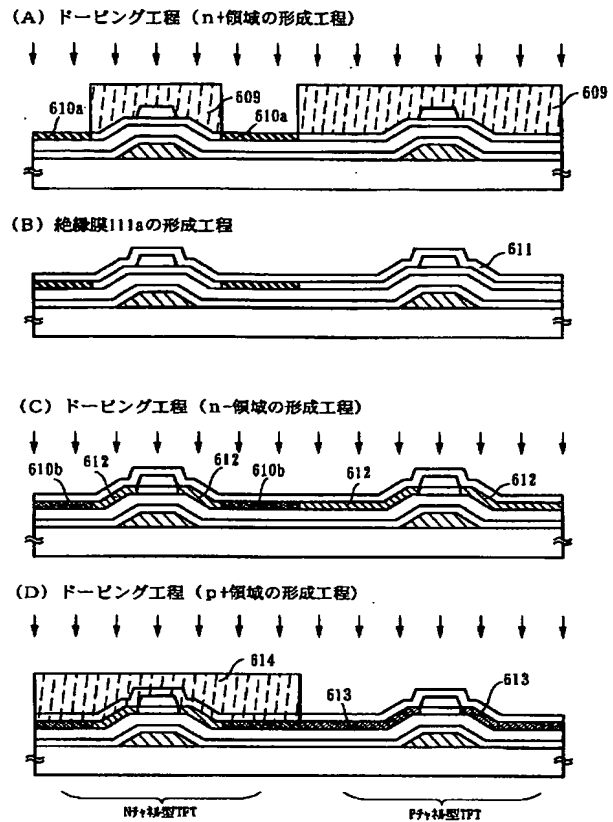 (A) ドーピング工程 (n+領域の形成工程)
610a 610a 609 609
(B) 絶縁膜111aの形成工程
611
(C) ドーピング工程 (n-領域の形成工程)
610b 612 612 610b 612 612
(D) ドーピング工程 (p+領域の形成工程)
614 613 613
Nチャネル型TFT Pチャネル型TFT